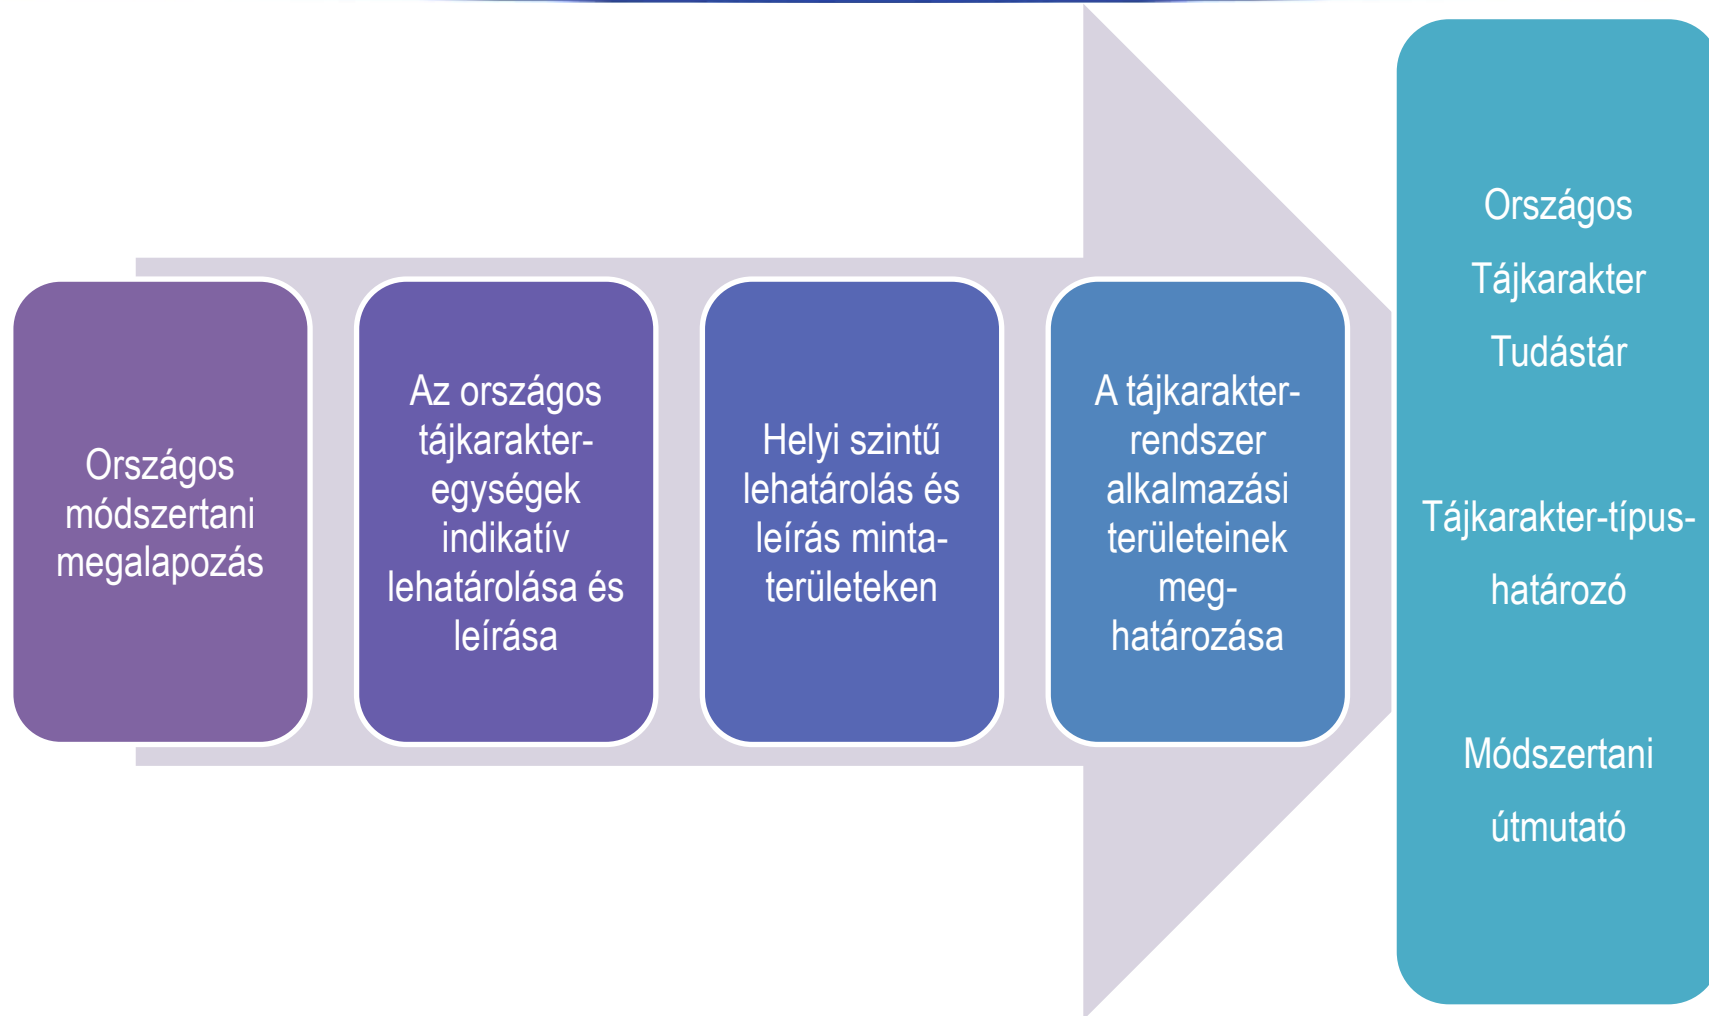 Országos
módszertani
megalapozás
Az országos
tájkarakter-
egységek
indikatív
lehatárolása és
leírása
Helyi szintű
lehatárolás és
leírás minta-
területeken
A tájkarakter-
rendszer
alkalmazási
területeinek
meg-
határozása
Országos
Tájkarakter
Tudástár
Tájkarakter-típus-
határozó
Módszertani
útmutató